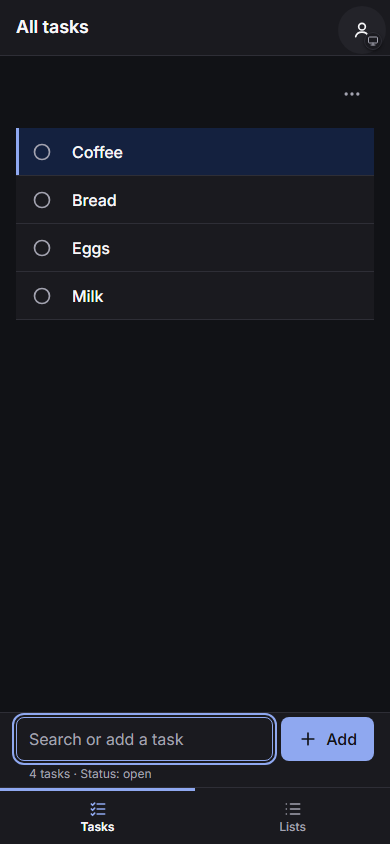 All tasks
Coffee
Bread
Eggs
Milk
Search or add a task
Add
4 tasks · Status: open
Tasks
Lists